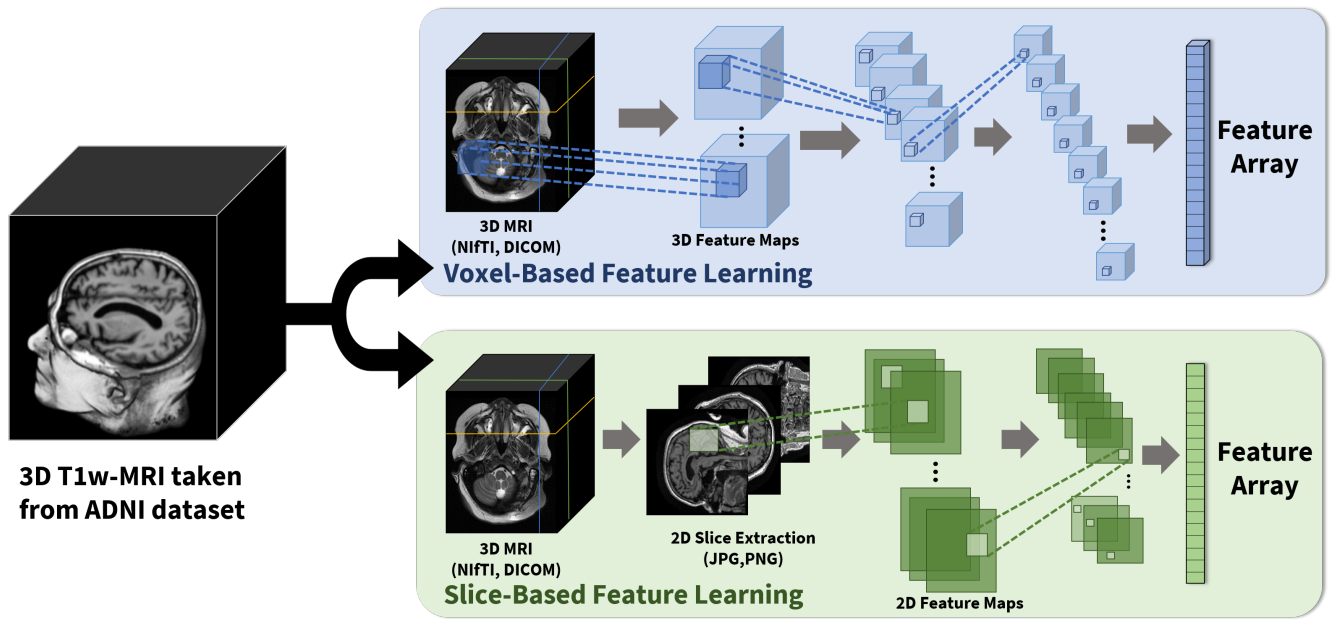 3D T1w-MRI taken
from ADNI dataset
3D MRI
(NIfTI, DICOM)
3D Feature Maps
Voxel-Based Feature Learning
Feature
Array
3D MRI
(NIfTI, DICOM)
2D Slice Extraction
(JPG,PNG)
2D Feature Maps
Slice-Based Feature Learning
Feature
Array